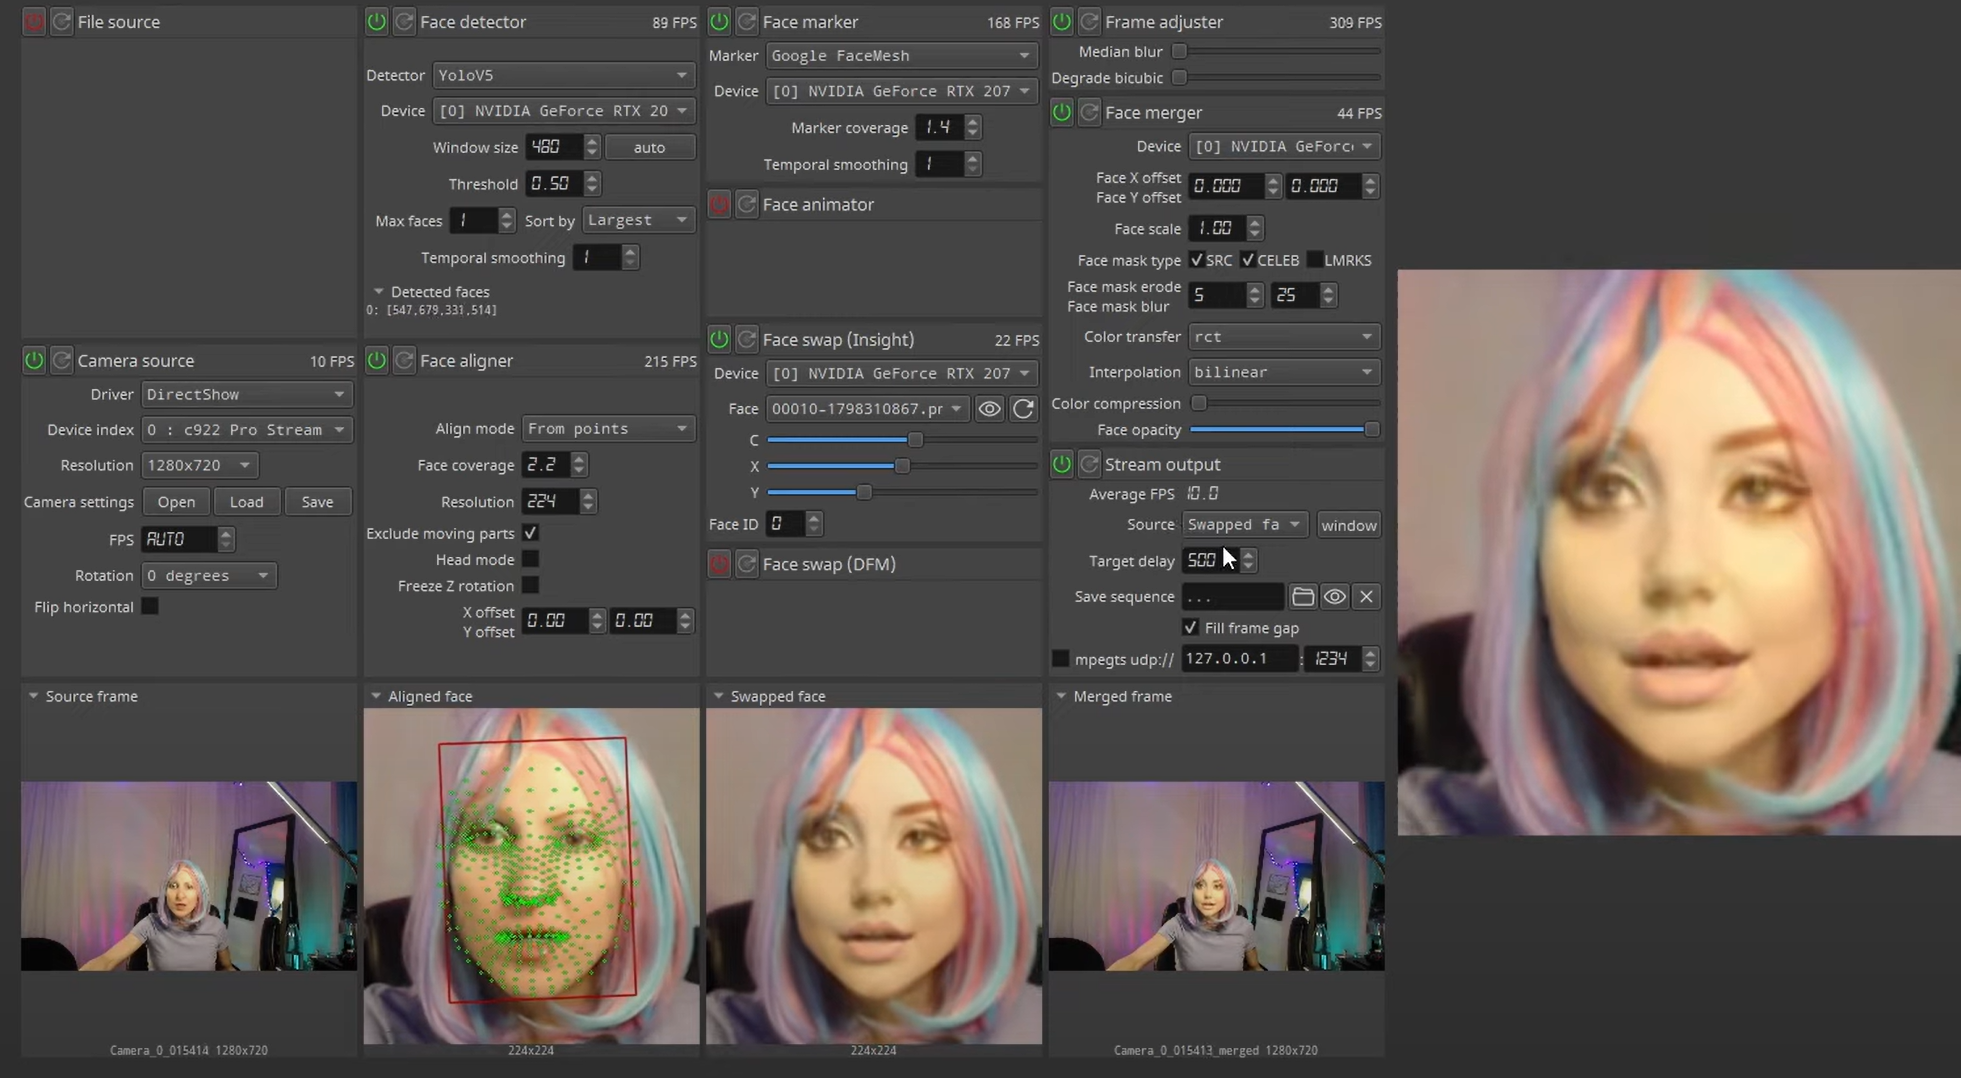 File source
Camera source 10 FPS
Driver DirectShow
Device index 0 : c922 Pro Stream
Resolution 1280x720
Camera settings Open Load Save
FPS AUTO
Rotation 0 degrees
Flip horizontal
Source frame
Camera_0_015414 1280x720
Face detector 89 FPS
Detector YoloV5
Device [0] NVIDIA GeForce RTX 20
Window size 480 auto
Threshold 0.50
Max faces 1 Sort by Largest
Temporal smoothing 1
Detected faces
0: [547,679,331,514]
Face aligner 215 FPS
Align mode From points
Face coverage 2.2
Resolution 224
Exclude moving parts
Head mode
Freeze Z rotation
X offset
Y offset
0.00 0.00
Aligned face
224x224
Face marker 168 FPS
Marker Google FaceMesh
Device [0] NVIDIA GeForce RTX 207
Marker coverage 1.4
Temporal smoothing 1
Face animator
Face swap (Insight) 22 FPS
Device [0] NVIDIA GeForce RTX 207
Face 00010-1798310867.pr
C
X
Y
Face ID 0
Face swap (DFM)
Swapped face
224x224
Frame adjuster 309 FPS
Median blur
Degrade bicubic
Face merger 44 FPS
Device [0] NVIDIA GeForc
Face X offset
Face Y offset
0.000 0.000
Face scale 1.00
Face mask type SRC CELEB LMRKS
Face mask erode
Face mask blur
5 25
Color transfer rct
Interpolation bilinear
Color compression
Face opacity
Stream output
Average FPS 10.0
Source Swapped fa window
Target delay 500
Save sequence ...
Fill frame gap
mpegts udp:// 127.0.0.1 : 1234
Merged frame
Camera_0_015413_merged 1280x720